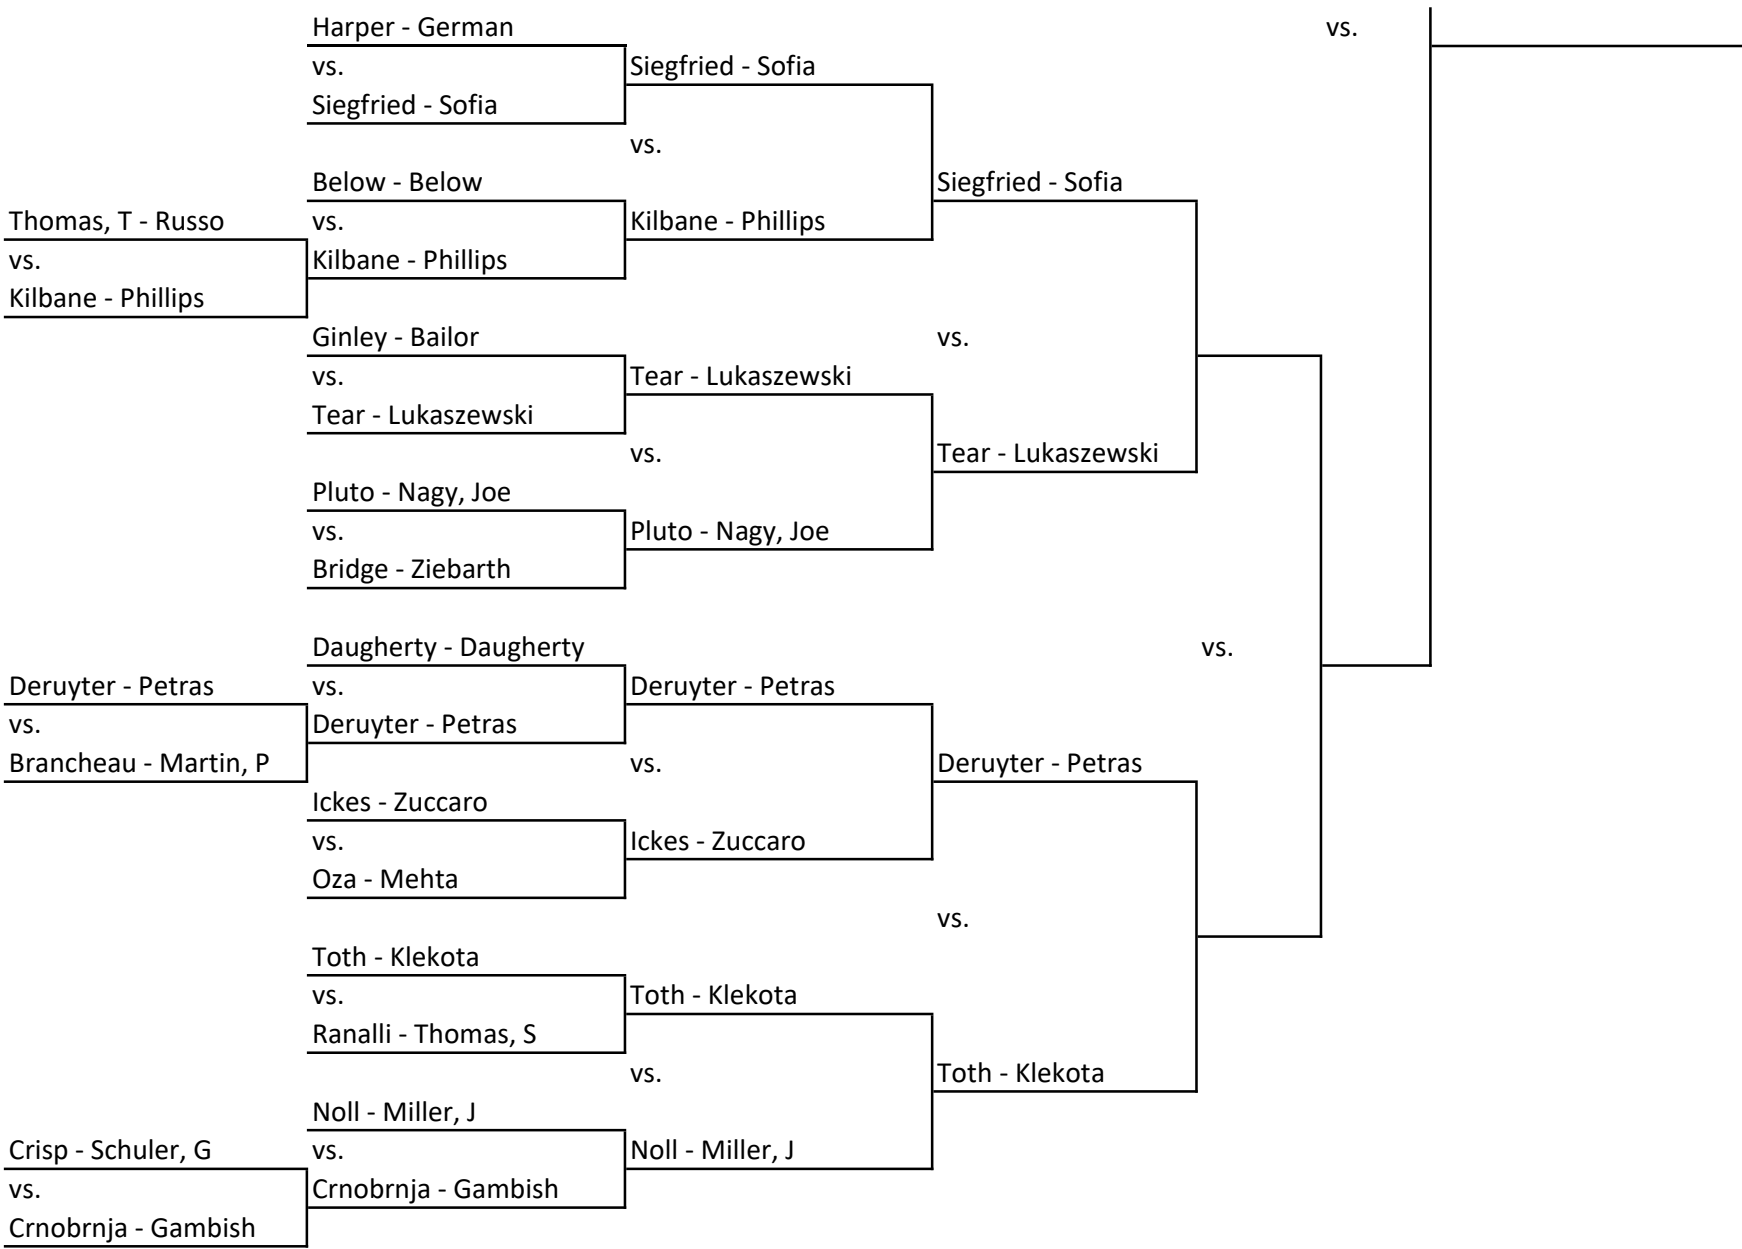 Harper - German
vs.
vs.
Siegfried - Sofia
Siegfried - Sofia
vs.
Below - Below
Siegfried - Sofia
Thomas, T - Russo
vs.
Kilbane - Phillips
vs.
Kilbane - Phillips
Kilbane - Phillips
Ginley - Bailor
vs.
vs.
Tear - Lukaszewski
Tear - Lukaszewski
vs.
Tear - Lukaszewski
Pluto - Nagy, Joe
vs.
Pluto - Nagy, Joe
Bridge - Ziebarth
Daugherty - Daugherty
vs.
Deruyter - Petras
vs.
Deruyter - Petras
vs.
Deruyter - Petras
Brancheau - Martin, P
vs.
Deruyter - Petras
Ickes - Zuccaro
vs.
Ickes - Zuccaro
Oza - Mehta
vs.
Toth - Klekota
vs.
Toth - Klekota
Ranalli - Thomas, S
vs.
Toth - Klekota
Noll - Miller, J
Crisp - Schuler, G
vs.
Noll - Miller, J
vs.
Crnobrnja - Gambish
Crnobrnja - Gambish